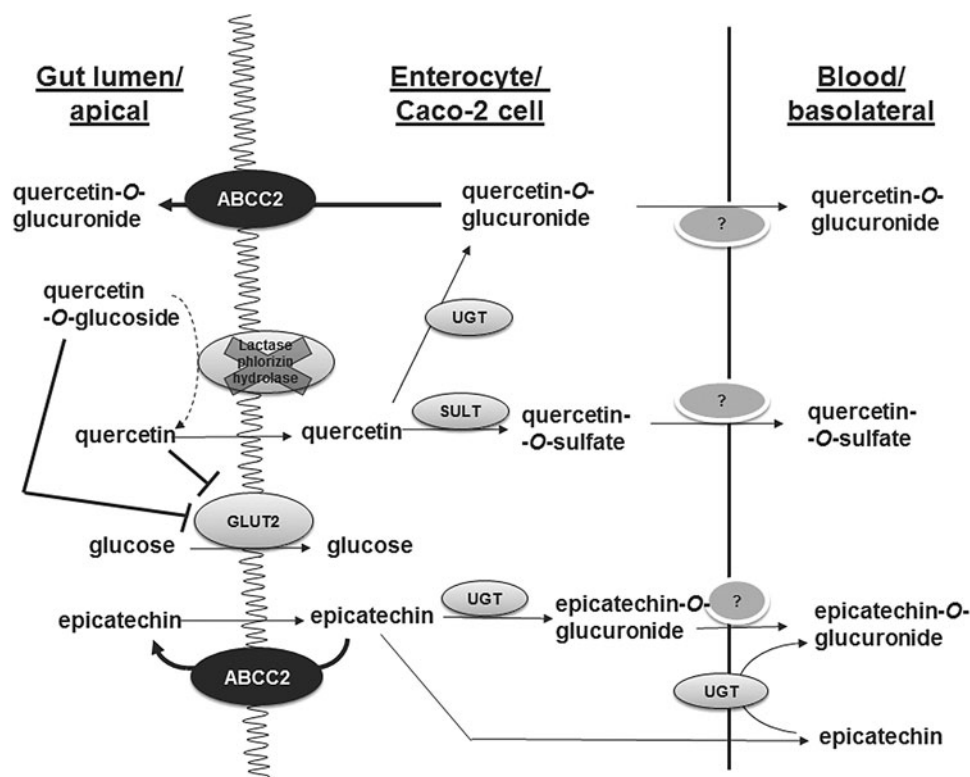 Gut lumen/
apical
Enterocyte/
Caco-2 cell
Blood/
basolateral
quercetin-O-
glucuronide
ABCC2
quercetin-O-
glucuronide
?
quercetin-O-
glucuronide
quercetin
-O-glucoside
UGT
Lactase
phlorizin
hydrolase
quercetin
quercetin
SULT
quercetin-
-O-sulfate
?
quercetin-
-O-sulfate
GLUT2
glucose
glucose
epicatechin
epicatechin
UGT
epicatechin-O-
glucuronide
?
epicatechin-O-
glucuronide
ABCC2
UGT
epicatechin